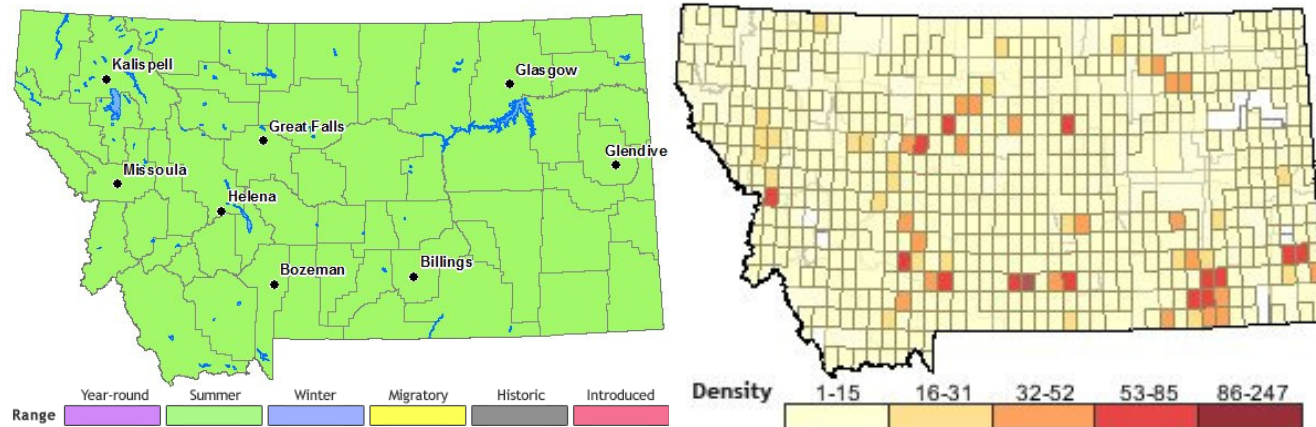 Kalispell
Glasgow
Great Falls
Glendive
Missoula
Helena
Bozeman
Billings
Range
Year-round
Summer
Winter
Migratory
Historic
Introduced
Density
1-15
16-31
32-52
53-85
86-247